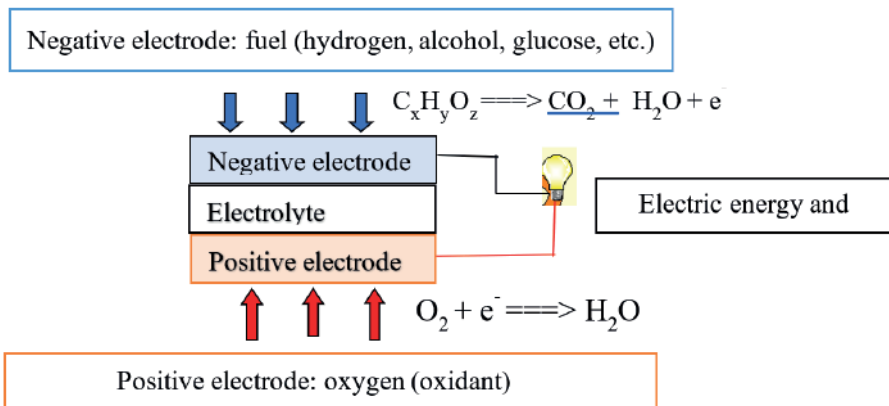 Negative electrode: fuel (hydrogen, alcohol, glucose, etc.)
CₓHᵧO_z===>CO₂ + H₂O + e⁻
Negative electrode
Electrolyte
Electric energy and
Positive electrode
O₂ + e⁻ ===> H₂O
Positive electrode: oxygen (oxidant)